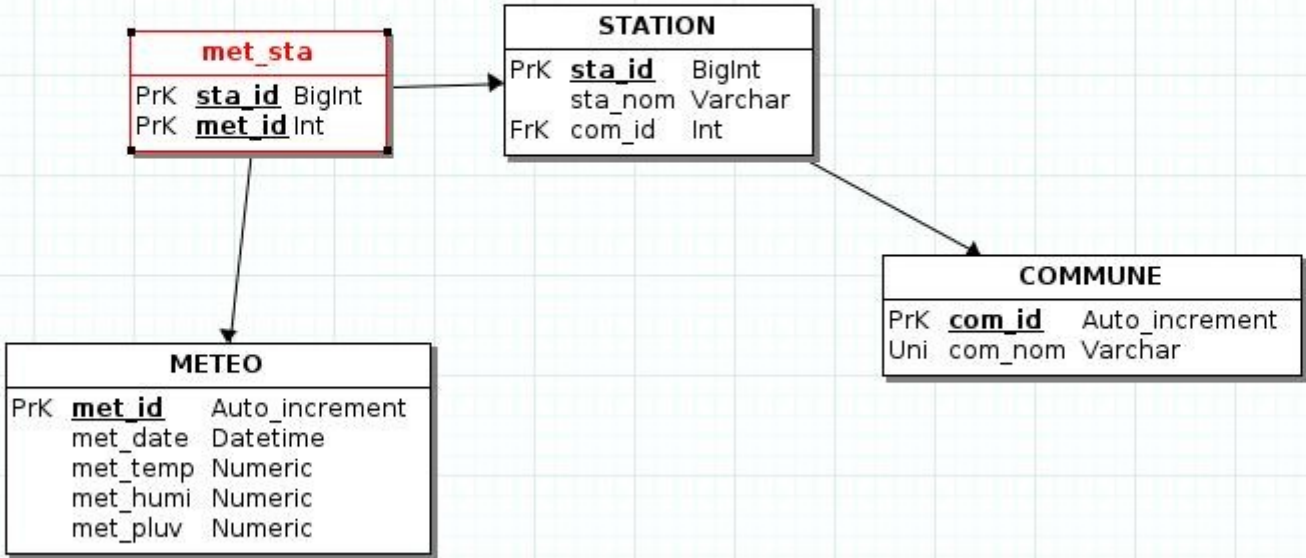 met_sta
PrK sta_id BigInt
PrK met_id Int
STATION
PrK sta_id BigInt
sta_nom Varchar
FrK com_id Int
COMMUNE
PrK com_id Auto_increment
Uni com_nom Varchar
METEO
PrK met_id Auto_increment
met_date Datetime
met_temp Numeric
met_humi Numeric
met_pluv Numeric